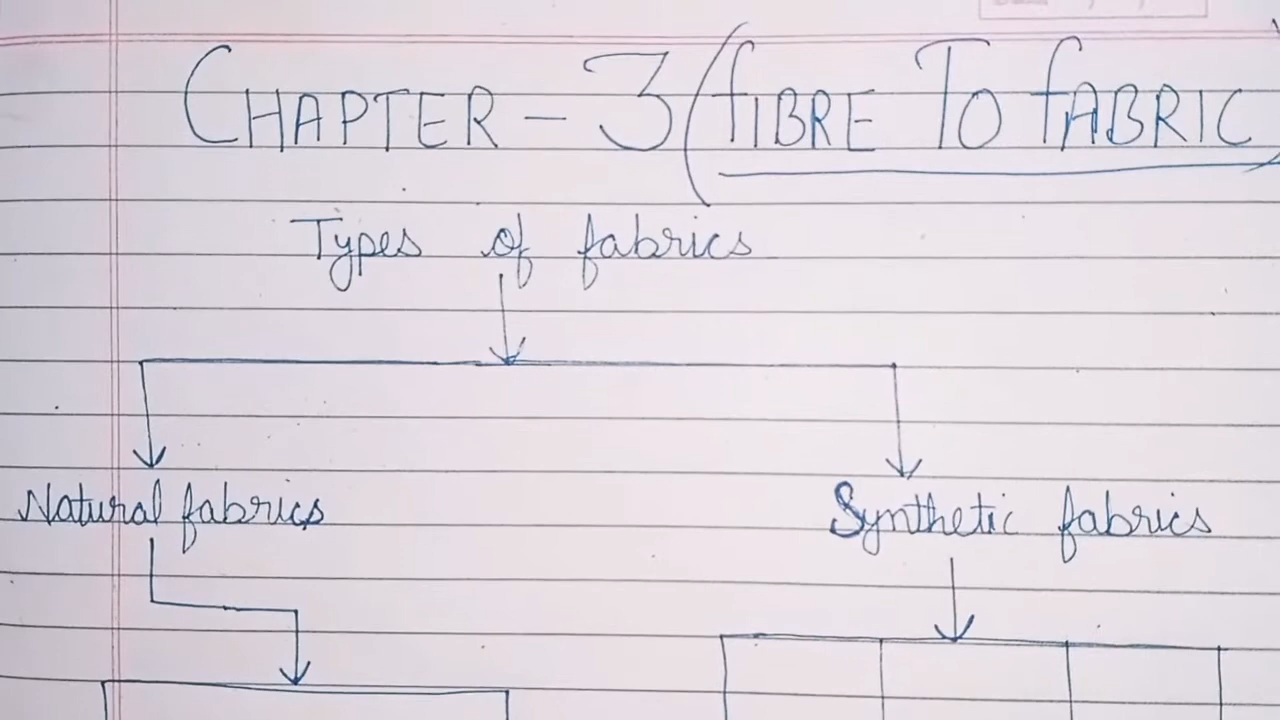 CHAPTER - 3 (FIBRE TO FABRIC)
Types of fabrics
Natural fabrics
Synthetic fabrics